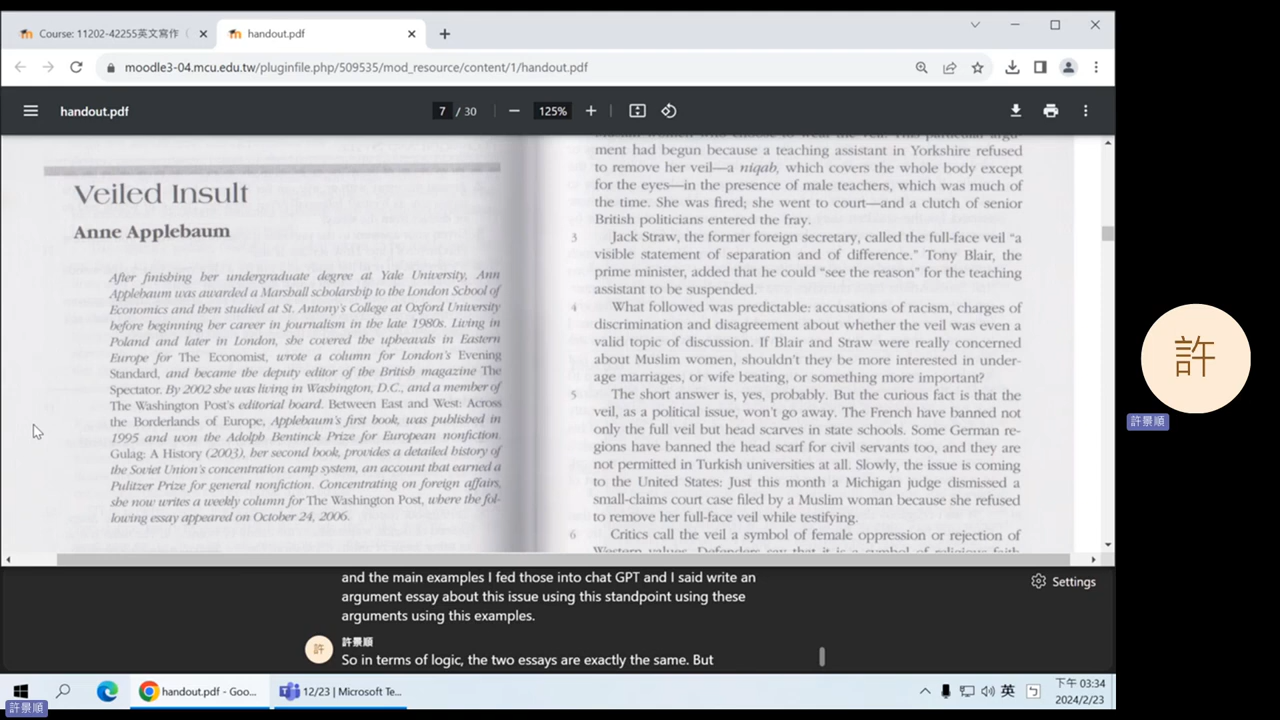 Course: 11202-42255英文寫作（
handout.pdf
moodle3-04.mcu.edu.tw/pluginfile.php/509535/mod_resource/content/1/handout.pdf
handout.pdf
7 / 30
125%
Veiled Insult
Anne Applebaum
After finishing her undergraduate degree at Yale University, Ann
Applebaum was awarded a Marshall scholarship to the London School of
Economics and then studied at St. Antony's College at Oxford University
before beginning her career in journalism in the late 1980s. Living in
Poland and later in London, she covered the upheavals in Eastern
Europe for The Economist, wrote a column for London's Evening
Standard, and became the deputy editor of the British magazine The
Spectator. By 2002 she was living in Washington, D.C., and a member of
The Washington Post's editorial board. Between East and West: Across
the Borderlands of Europe, Applebaum's first book, was published in
1995 and won the Adolph Bentinck Prize for European nonfiction.
Gulag: A History (2003), her second book, provides a detailed history of
the Soviet Union's concentration camp system, an account that earned a
Pulitzer Prize for general nonfiction. Concentrating on foreign affairs,
she now writes a weekly column for The Washington Post, where the fol-
lowing essay appeared on October 24, 2006.
Muslim women who choose to wear the veil. This particular argu-
ment had begun because a teaching assistant in Yorkshire refused
to remove her veil—a niqab, which covers the whole body except
for the eyes—in the presence of male teachers, which was much of
the time. She was fired; she went to court—and a clutch of senior
British politicians entered the fray.
3 Jack Straw, the former foreign secretary, called the full-face veil “a
visible statement of separation and of difference.” Tony Blair, the
prime minister, added that he could “see the reason” for the teaching
assistant to be suspended.
4 What followed was predictable: accusations of racism, charges of
discrimination and disagreement about whether the veil was even a
valid topic of discussion. If Blair and Straw were really concerned
about Muslim women, shouldn't they be more interested in under-
age marriages, or wife beating, or something more important?
5 The short answer is, yes, probably. But the curious fact is that the
veil, as a political issue, won't go away. The French have banned not
only the full veil but head scarves in state schools. Some German re-
gions have banned the head scarf for civil servants too, and they are
not permitted in Turkish universities at all. Slowly, the issue is coming
to the United States: Just this month a Michigan judge dismissed a
small-claims court case filed by a Muslim woman because she refused
to remove her full-face veil while testifying.
6 Critics call the veil a symbol of female oppression or rejection of
Western values. Defenders say that it is a symbol of religious faith
and the main examples I fed those into chat GPT and I said write an
argument essay about this issue using this standpoint using these
arguments using this examples.
Settings
許
許景順
So in terms of logic, the two essays are exactly the same. But
許
許景順
handout.pdf - Goo...
12/23 | Microsoft Te...
英
ㄅ
下午 03:34
2024/2/23
許景順